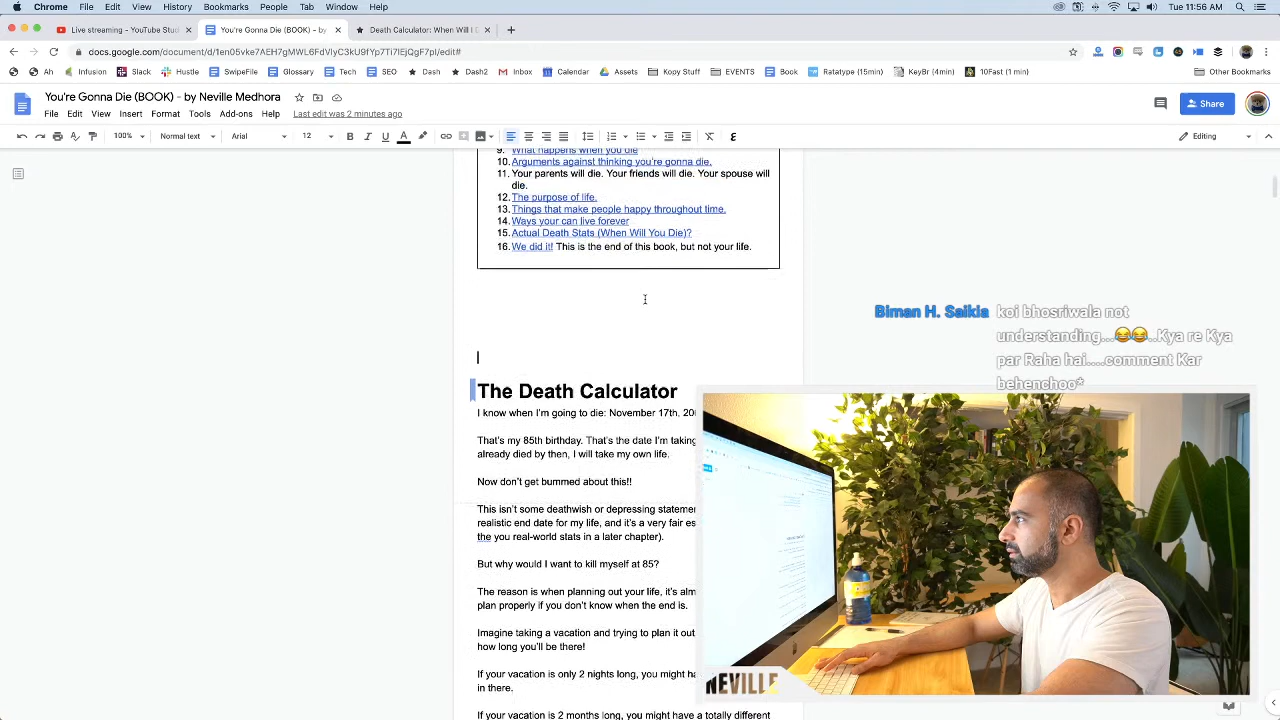 Chrome File Edit View History Bookmarks People Tab Window Help
Tue 11:56 AM
Live streaming - YouTube Stud
You're Gonna Die (BOOK) - by
Death Calculator: When Will I
docs.google.com/document/d/1en05vke7AEH7gMWL6FdVlyC3kU9fYp7Ti7lEjQgF7pI/edit#
Ah Infusion Slack Hustle SwipeFile Glossary Tech SEO Dash Dash2 Inbox Calendar Assets Kopy Stuff EVENTS Book Ratatype (15min) KeyBr (4min) 10Fast (1 min) Other Bookmarks
You're Gonna Die (BOOK) - by Neville Medhora
File Edit View Insert Format Tools Add-ons Help Last edit was 2 minutes ago
Share
100% Normal text Arial 12 Editing
9. What happens when you die
10. Arguments against thinking you're gonna die.
11. Your parents will die. Your friends will die. Your spouse will
die.
12. The purpose of life.
13. Things that make people happy throughout time.
14. Ways your can live forever
15. Actual Death Stats (When Will You Die)?
16. We did it! This is the end of this book, but not your life.
Biman H. Saikia koi bhosriwala not
understanding...😂😂..Kya re Kya
par Raha hai....comment Kar
behenchoo*
The Death Calculator
I know when I'm going to die: November 17th, 20
That's my 85th birthday. That's the date I'm taking
already died by then, I will take my own life.
Now don't get bummed about this!!
This isn't some deathwish or depressing stateme
realistic end date for my life, and it's a very fair es
the you real-world stats in a later chapter).
But why would I want to kill myself at 85?
The reason is when planning out your life, it's alm
plan properly if you don't know when the end is.
Imagine taking a vacation and trying to plan it out
how long you'll be there!
If your vacation is only 2 nights long, you might ha
in there.
If your vacation is 2 months long, you might have a totally different
NEVILLE